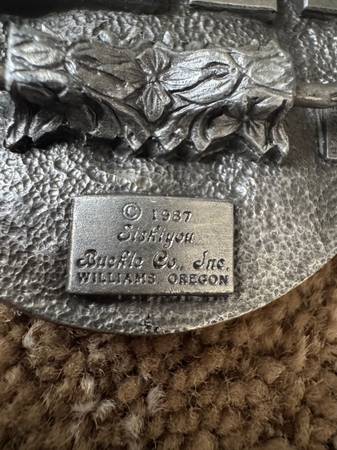 © 1987
Siskiyou
Buckle Co., Inc.
WILLIAMS, OREGON